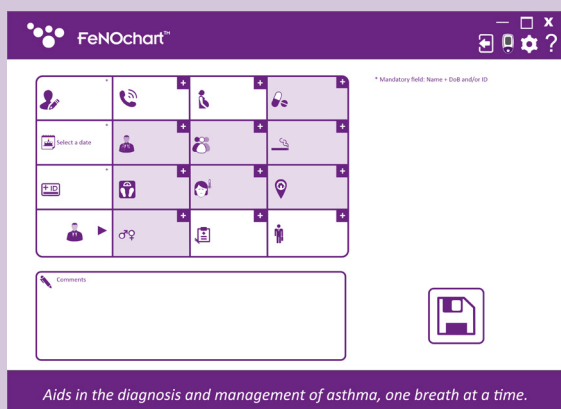 FeNOchart™
* Mandatory field: Name + DoB and/or ID
Select a date
+ ID
Comments
Aids in the diagnosis and management of asthma, one breath at a time.